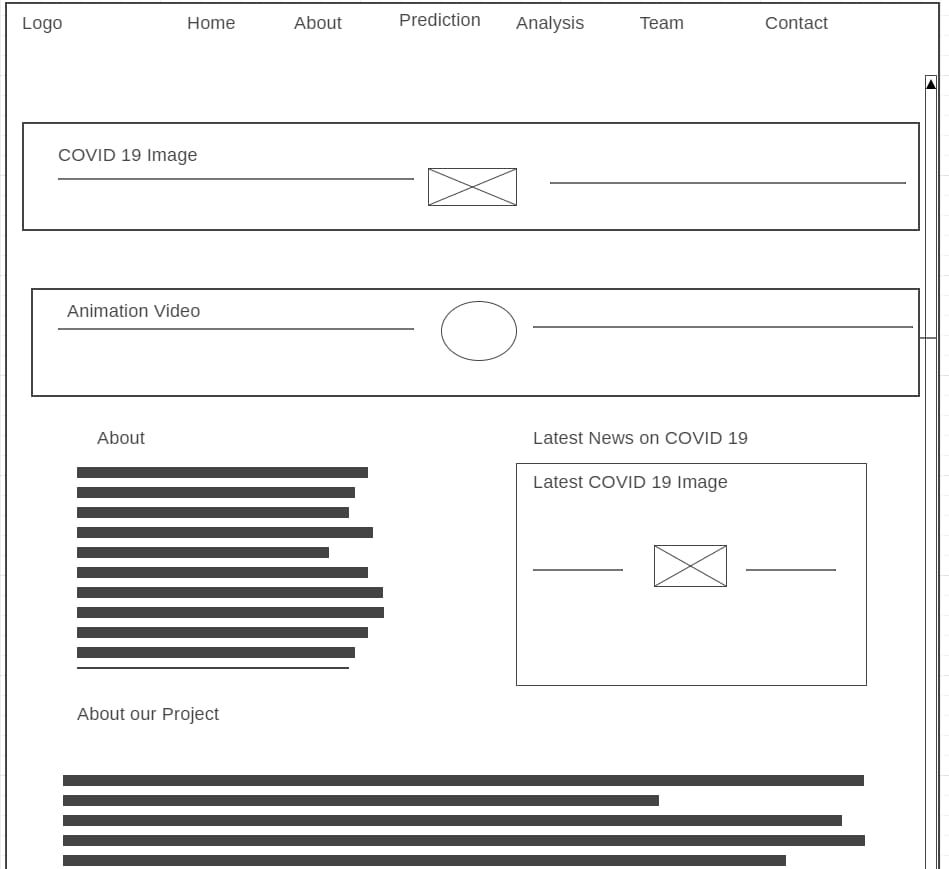 Logo Home About Prediction Analysis Team Contact
COVID 19 Image
Animation Video
About
Latest News on COVID 19
Latest COVID 19 Image
About our Project